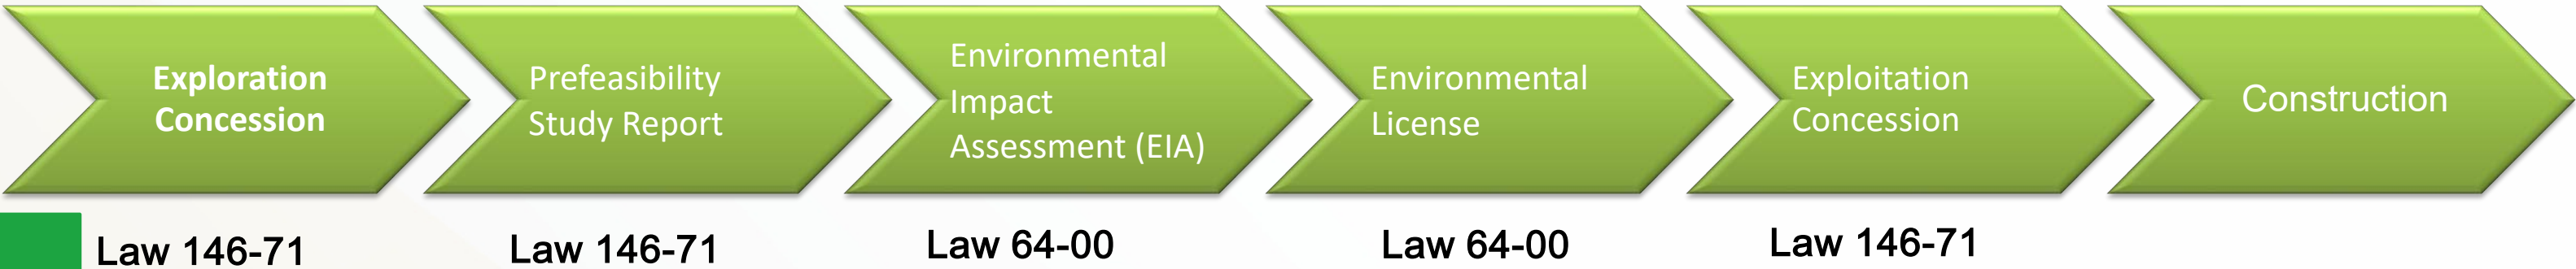 Exploration
Concession
Prefeasibility
Study Report
Environmental
Impact
Assessment (EIA)
Environmental
License
Exploitation
Concession
Construction
Law 146-71
Law 146-71
Law 64-00
Law 64-00
Law 146-71